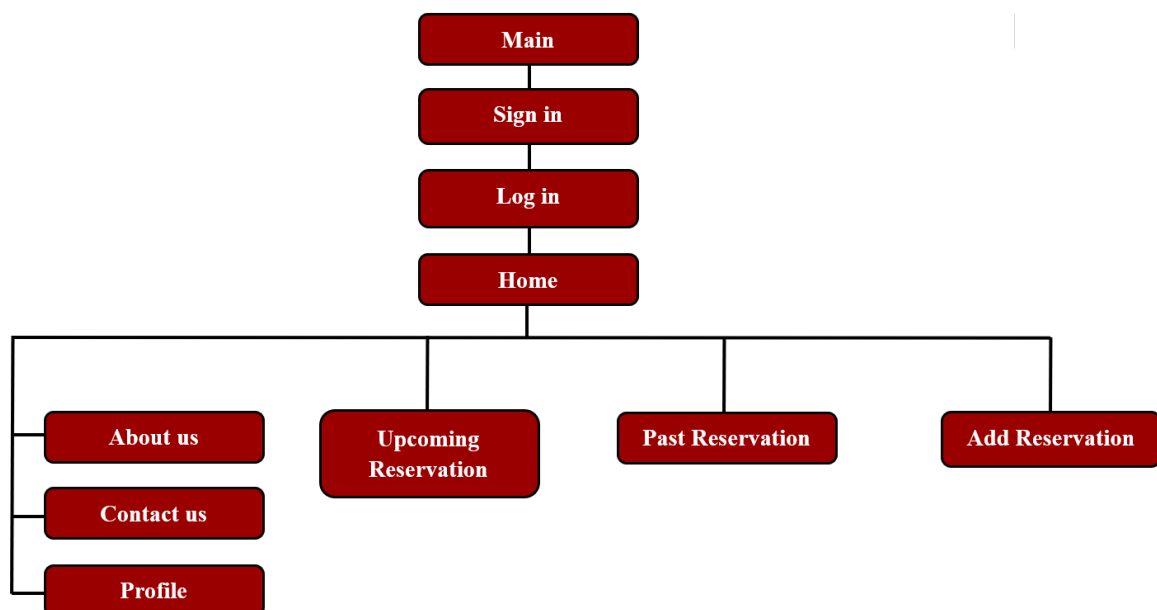 Main
Sign in
Log in
Home
About us
Upcoming
Reservation
Past Reservation
Add Reservation
Contact us
Profile